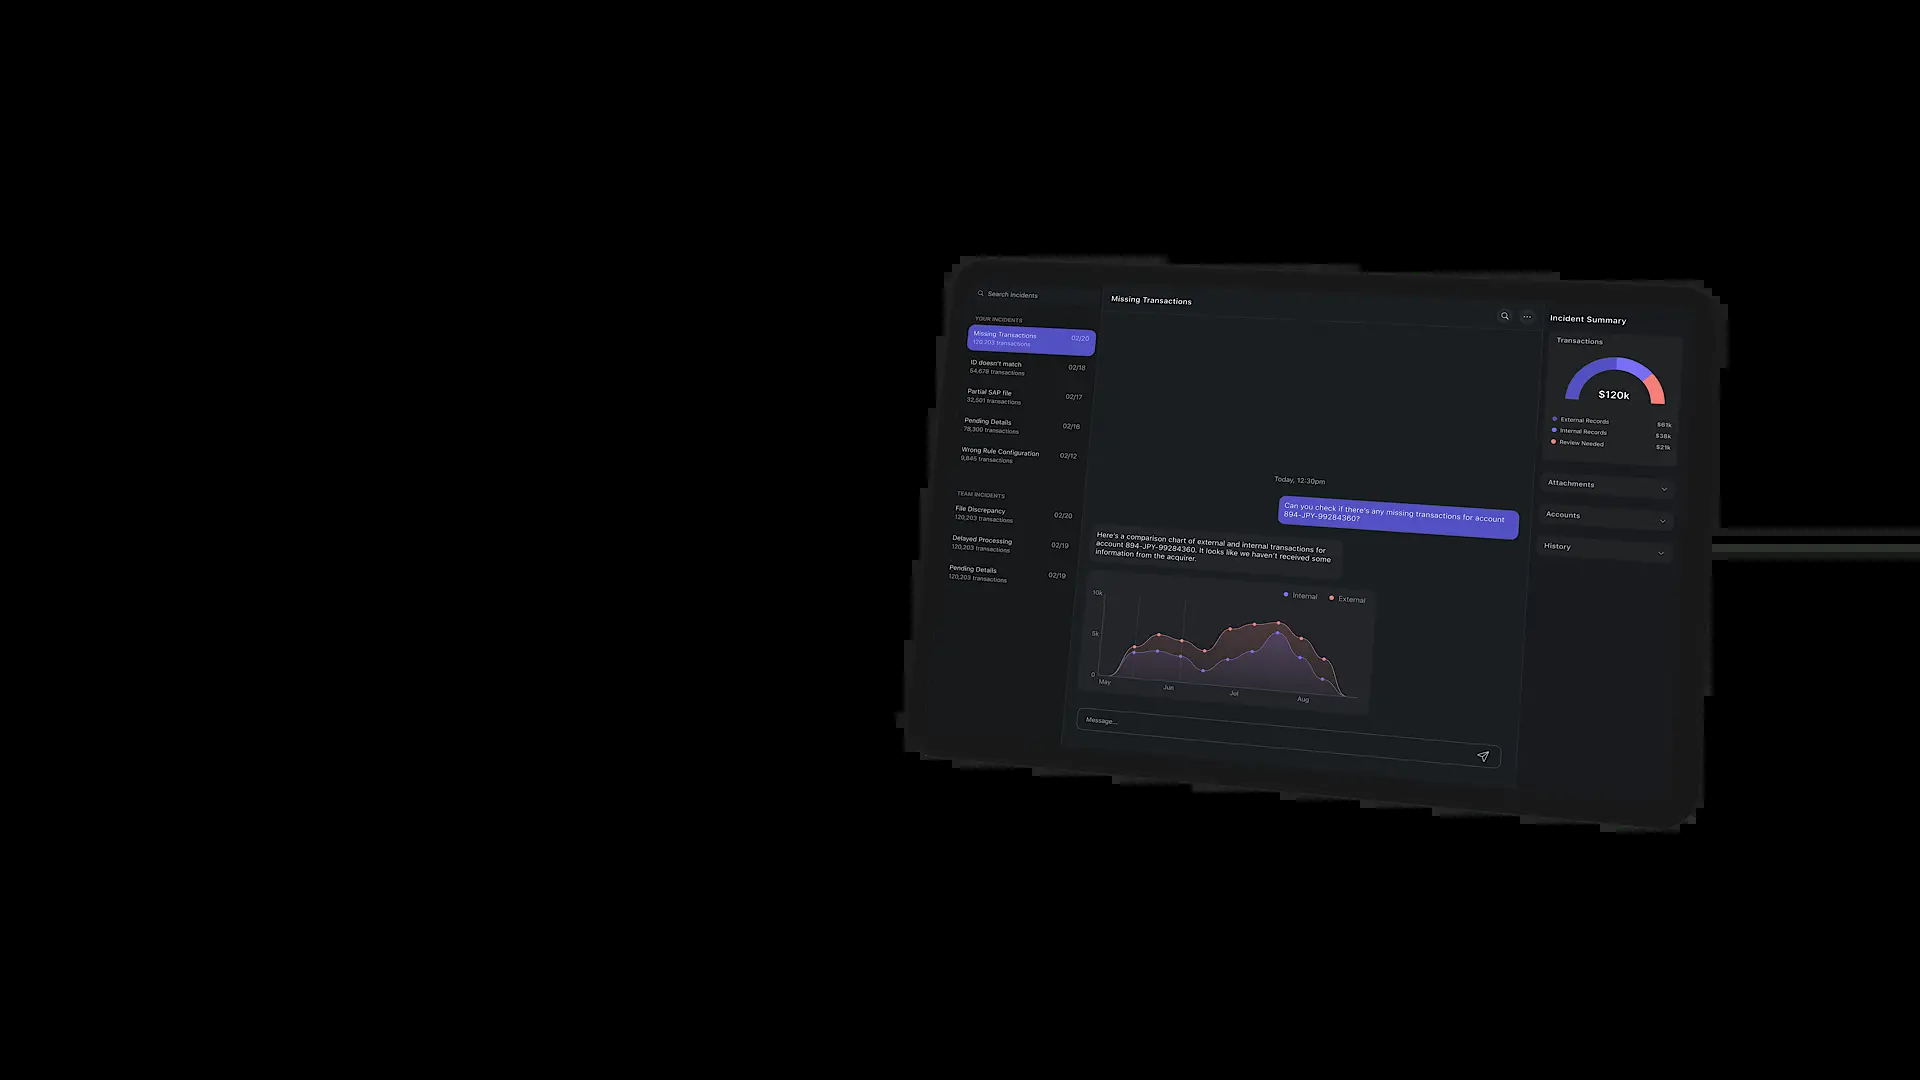 Search Incidents
YOUR INCIDENTS
Missing Transactions 02/20
120,203 transactions
ID doesn't match 02/18
54,678 transactions
Partial SAP file 02/17
32,501 transactions
Pending Details 02/16
78,300 transactions
Wrong Rule Configuration 02/12
9,845 transactions
TEAM INCIDENTS
File Discrepancy 02/20
120,203 transactions
Delayed Processing 02/19
120,203 transactions
Pending Details 02/19
120,203 transactions
Missing Transactions
Today, 12:30pm
Can you check if there's any missing transactions for account
894-JPY-99284360?
Here's a comparison chart of external and internal transactions for
account 894-JPY-99284360. It looks like we haven't received some
information from the acquirer.
Internal External
10k
5k
0
May Jun Jul Aug
Message...
Incident Summary
Transactions
$120k
External Records $61k
Internal Records $38k
Review Needed $21k
Attachments
Accounts
History